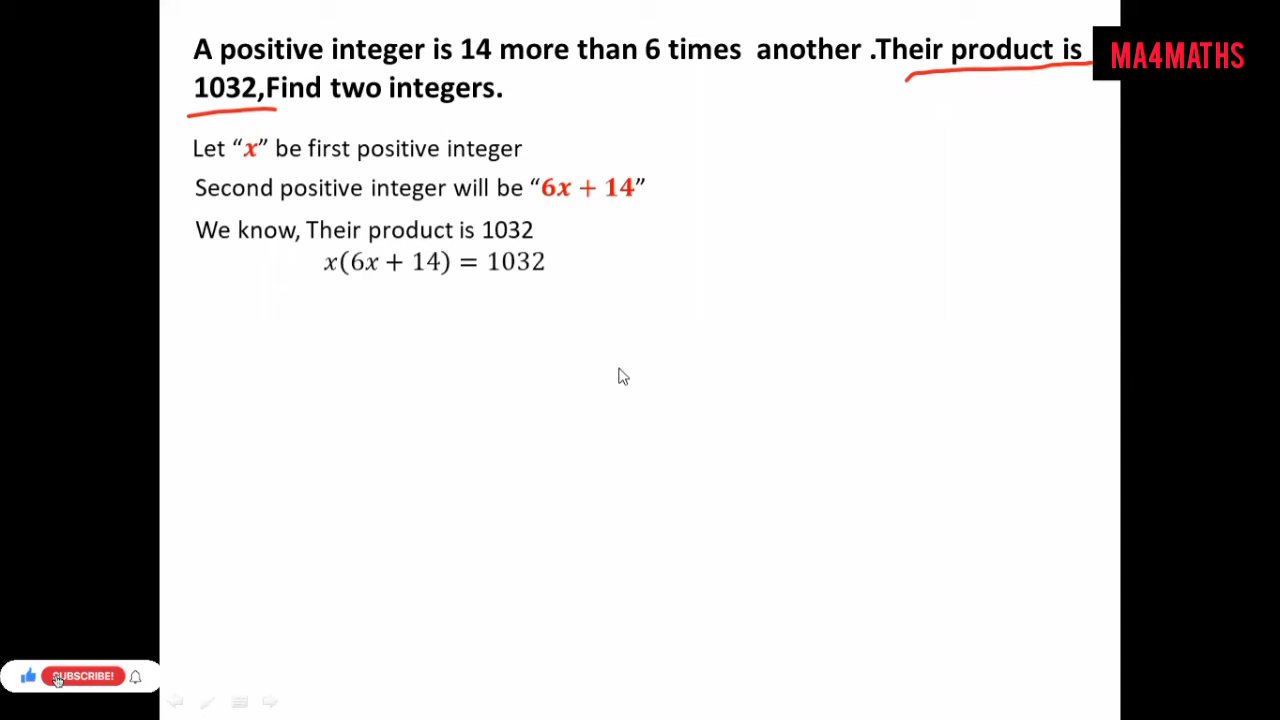 A positive integer is 14 more than 6 times another .Their product is
MA4MATHS
1032,Find two integers.
Let “x” be first positive integer
Second positive integer will be “6x + 14”
We know, Their product is 1032
x(6x + 14) = 1032
SUBSCRIBE!